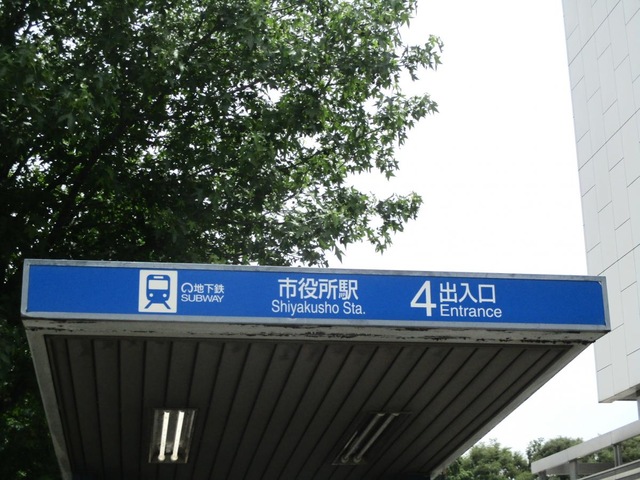 地下鉄
SUBWAY
市役所駅
Shiyakusho Sta.
4 出入口
Entrance